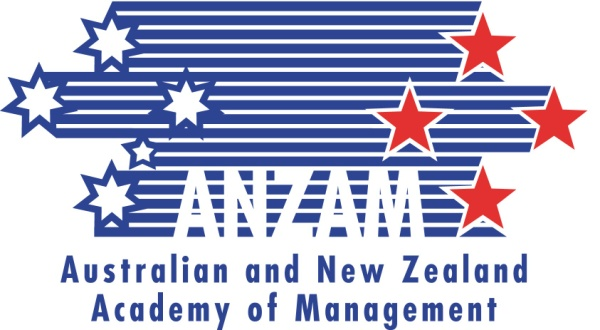 ANZAM
Australian and New Zealand
Academy of Management